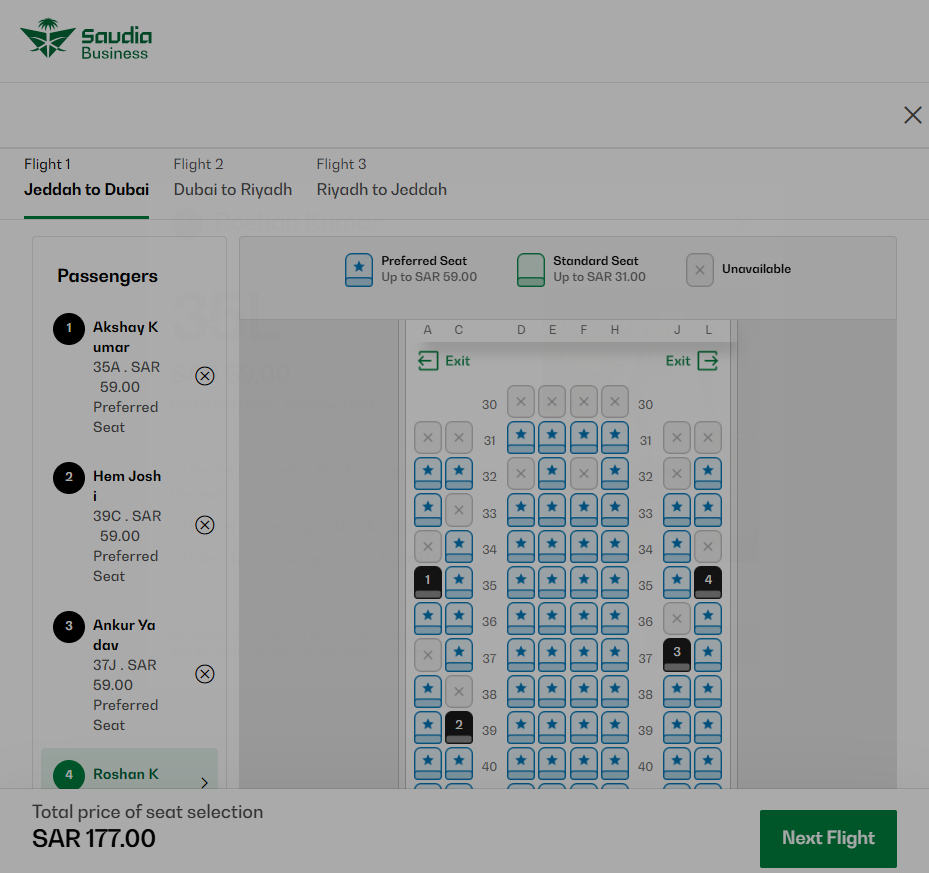 Saudia
Business
Flight 1
Jeddah to Dubai
Flight 2
Dubai to Riyadh
Flight 3
Riyadh to Jeddah
Passengers
1
Akshay K
umar
35A . SAR
59.00
Preferred
Seat
2
Hem Josh
i
39C . SAR
59.00
Preferred
Seat
3
Ankur Ya
dav
37J . SAR
59.00
Preferred
Seat
4
Roshan K
Preferred Seat
Up to SAR 59.00
Standard Seat
Up to SAR 31.00
Unavailable
A C D E F H J L
Exit Exit
30 30
31 31
32 32
33 33
34 34
1 35 35 4
36 36
37 3 37
38 38
2 39 39
40 40
Total price of seat selection
SAR 177.00
Next Flight